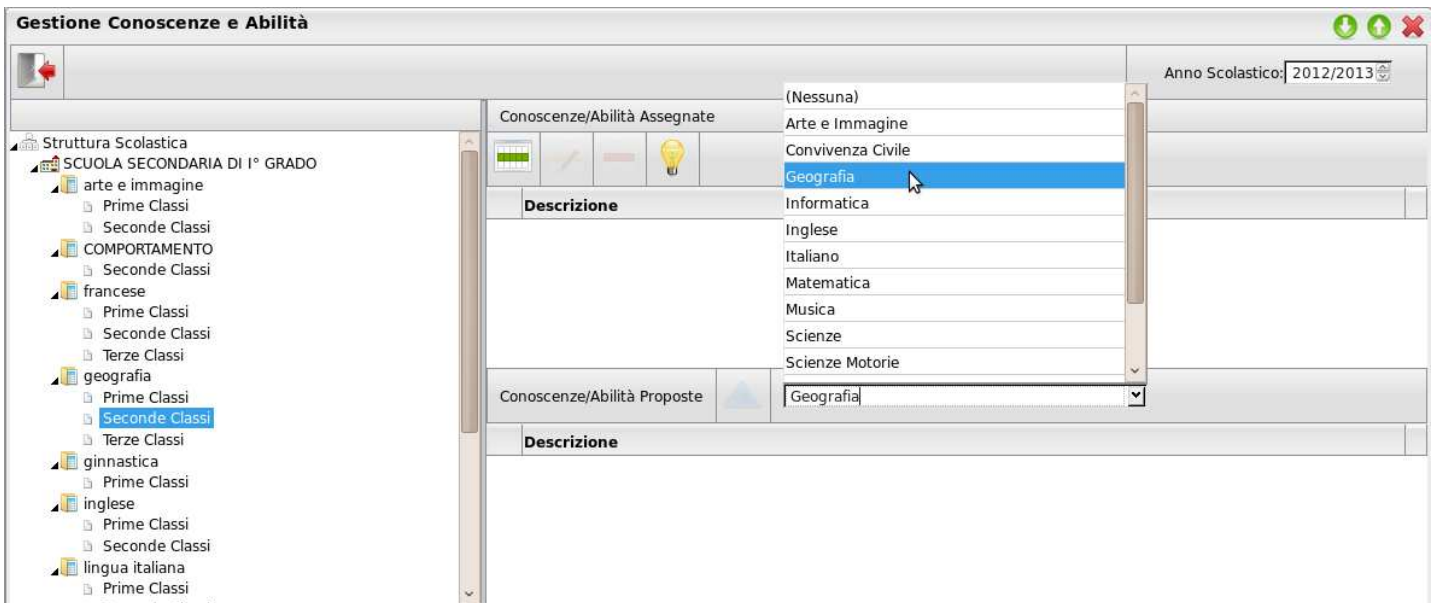 Gestione Conoscenze e Abilità
Anno Scolastico: 2012/2013
Struttura Scolastica
SCUOLA SECONDARIA DI I° GRADO
arte e immagine
Prime Classi
Seconde Classi
COMPORTAMENTO
Seconde Classi
francese
Prime Classi
Seconde Classi
Terze Classi
geografia
Prime Classi
Seconde Classi
Terze Classi
ginnastica
Prime Classi
inglese
Prime Classi
Seconde Classi
lingua italiana
Prime Classi
Conoscenze/Abilità Assegnate
Descrizione
(Nessuna)
Arte e Immagine
Convivenza Civile
Geografia
Informatica
Inglese
Italiano
Matematica
Musica
Scienze
Scienze Motorie
Conoscenze/Abilità Proposte
Geografia
Descrizione